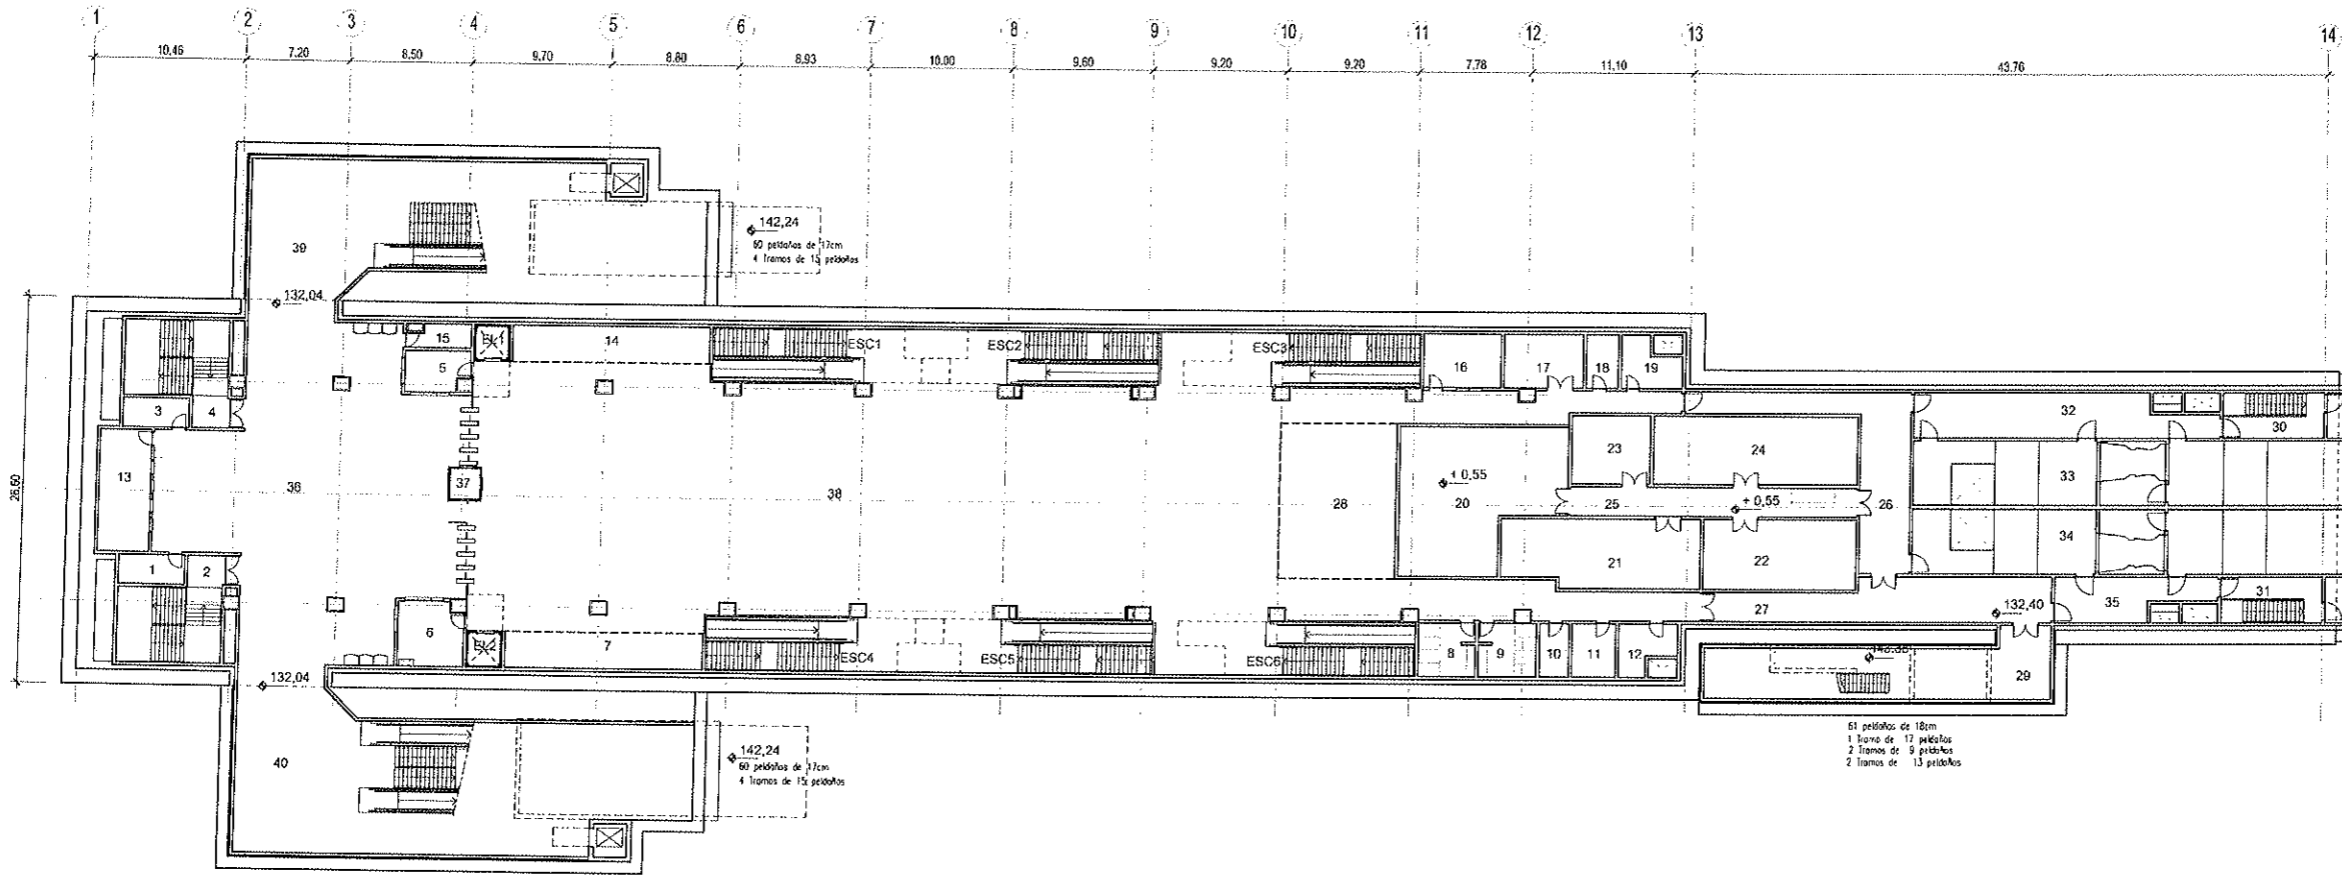 1 2 3 4 5 6 7 8 9 10 11 12 13 14
10,46 7.20 8,50 9,70 8,80 8,93 10.00 9,60 9,20 9,20 7,78 11,10 43.76
142,24
60 peldaños de 17cm
4 Tramos de 15 peldaños
39
132,04
15 EL1 14 ESC1 ESC2 ESC3 16 17 18 19
5
3 4 32 30
23 24 33
13 36 37 38 28 + 0,55 20 25 + 0,55 26
26,60
34
1 2 21 22
6 7 ESC4 ESC5 ESC6 8 9 10 11 12 27 132,40 35 31
EL2
132,04 29
40
142,24
60 peldaños de 17cm
4 Tramos de 15 peldaños
61 peldaños de 18cm
1 Tramo de 17 peldaños
2 Tramos de 9 peldaños
2 Tramos de 13 peldaños